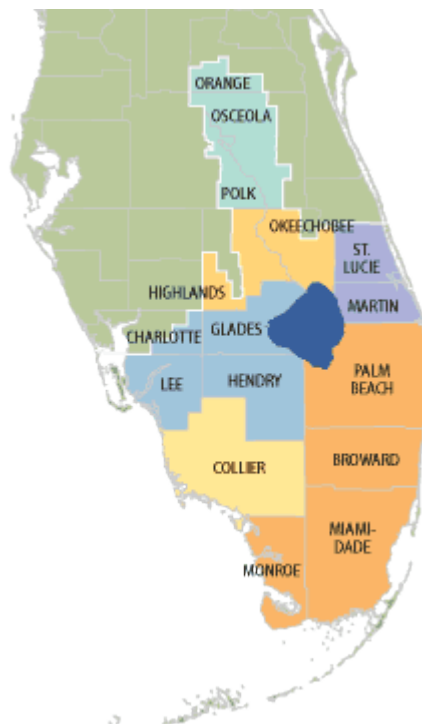 ORANGE
OSCEOLA
POLK
OKEECHOBEE
ST.
LUCIE
HIGHLANDS
MARTIN
CHARLOTTE
GLADES
PALM
BEACH
LEE
HENDRY
COLLIER
BROWARD
MIAMI-
DADE
MONROE